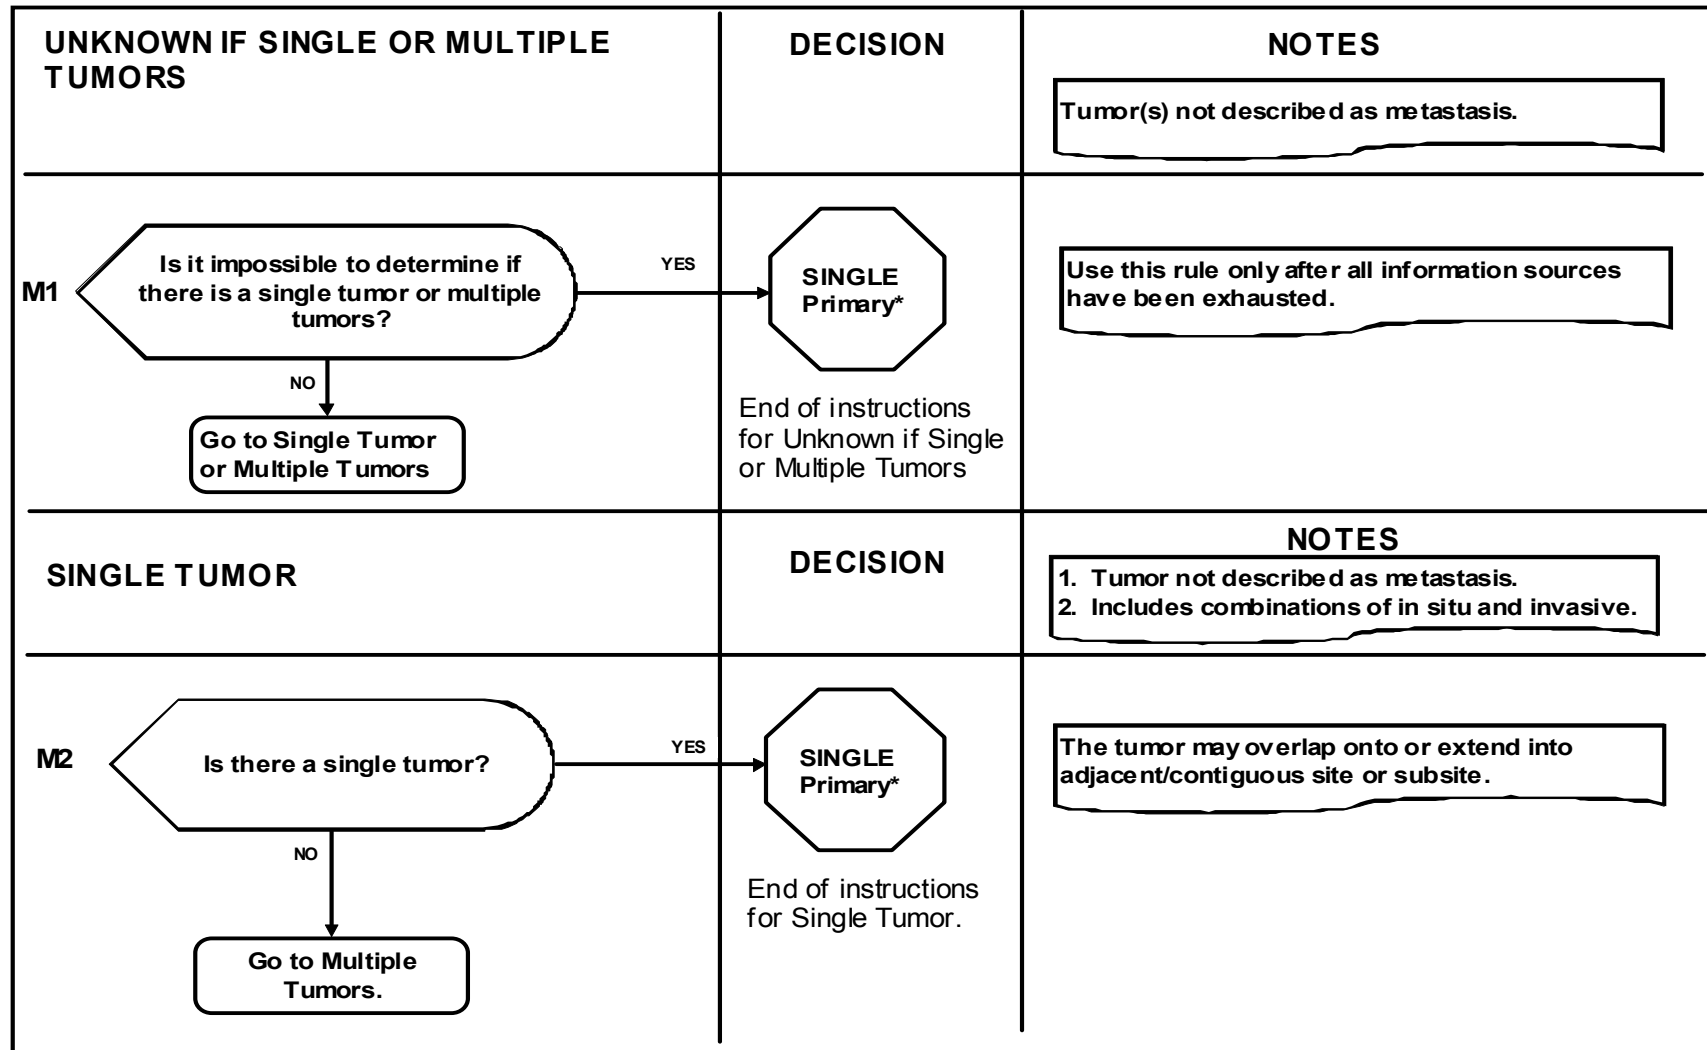 UNKNOWN IF SINGLE OR MULTIPLE
TUMORS
DECISION
NOTES
Tumor(s) not described as metastasis.
M1
Is it impossible to determine if
there is a single tumor or multiple
tumors?
YES
SINGLE
Primary*
Use this rule only after all information sources
have been exhausted.
NO
Go to Single Tumor
or Multiple Tumors
End of instructions
for Unknown if Single
or Multiple Tumors
SINGLE TUMOR
DECISION
NOTES
1. Tumor not described as metastasis.
2. Includes combinations of in situ and invasive.
M2
Is there a single tumor?
YES
SINGLE
Primary*
The tumor may overlap onto or extend into
adjacent/contiguous site or subsite.
NO
Go to Multiple
Tumors.
End of instructions
for Single Tumor.